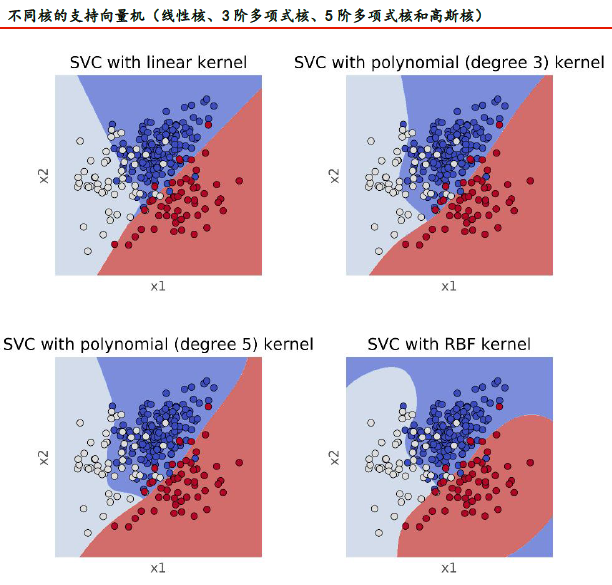 不同核的支持向量机（线性核、3 阶多项式核、5 阶多项式核和高斯核）
SVC with linear kernel
SVC with polynomial (degree 3) kernel
x2
x2
x1
x1
SVC with polynomial (degree 5) kernel
SVC with RBF kernel
x2
x2
x1
x1